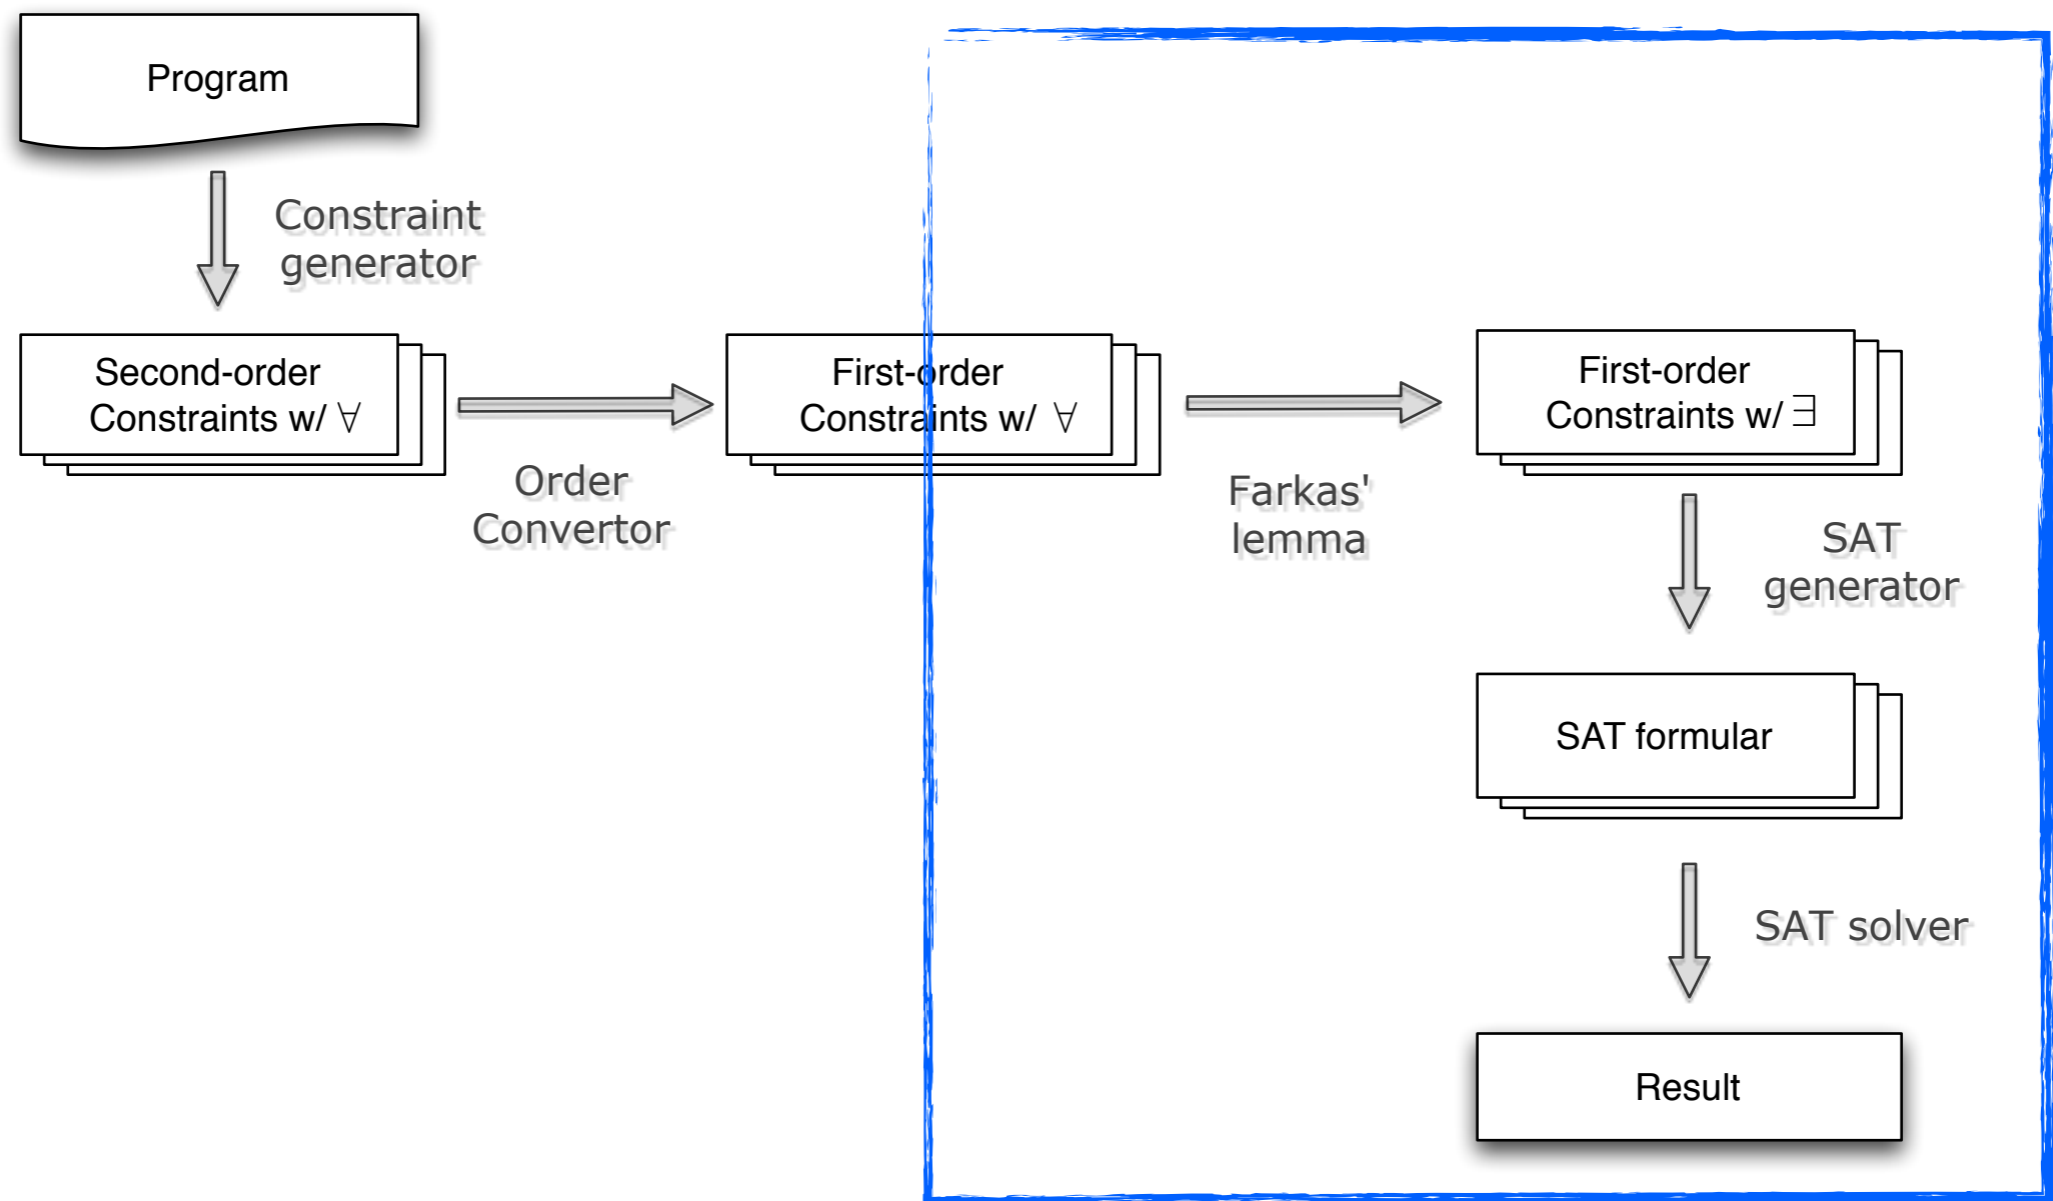 Program
Constraint
generator
Second-order
Constraints w/ ∀
Order
Convertor
First-order
Constraints w/ ∀
Farkas'
lemma
First-order
Constraints w/ ∃
SAT
generator
SAT formular
SAT solver
Result